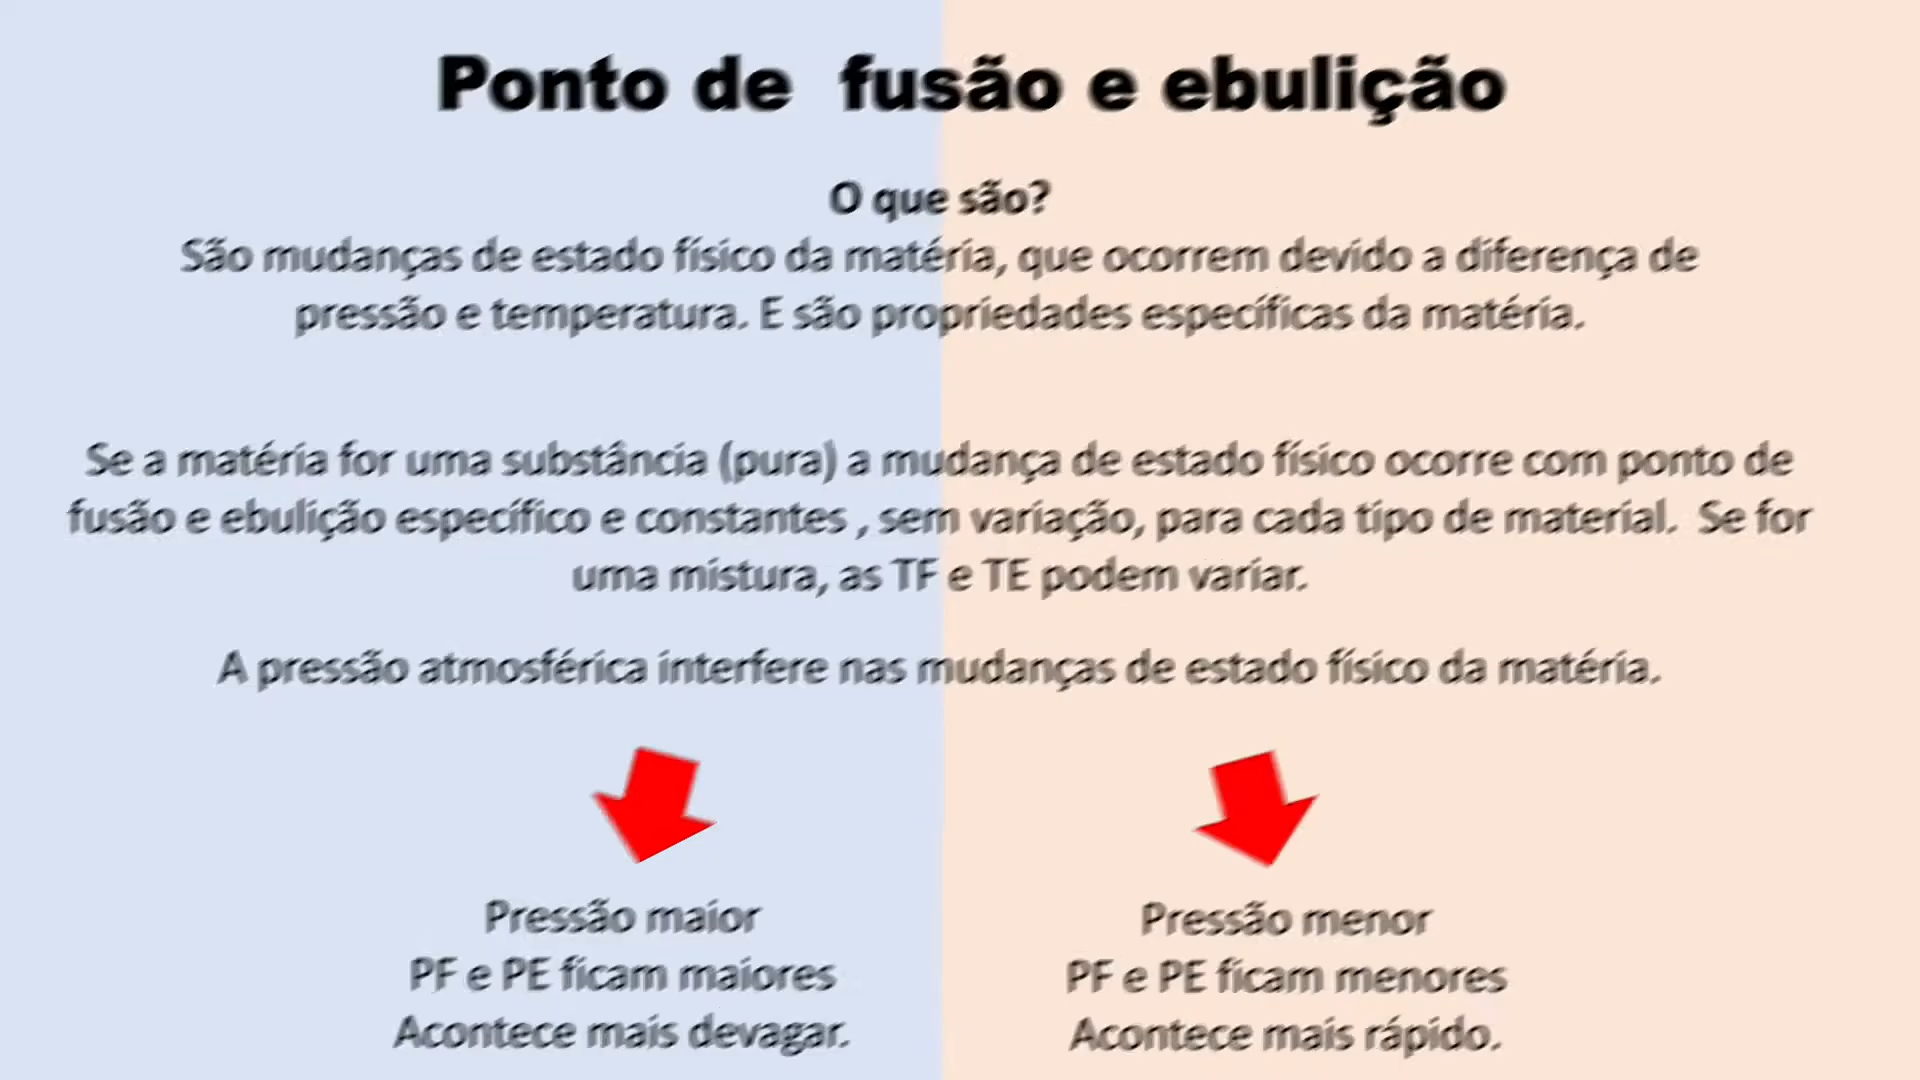 Ponto de fusão e ebulição
O que são?
São mudanças de estado físico da matéria, que ocorrem devido a diferença de
pressão e temperatura. E são propriedades específicas da matéria.
Se a matéria for uma substância (pura) a mudança de estado físico ocorre com ponto de
fusão e ebulição específico e constantes , sem variação, para cada tipo de material. Se for
uma mistura, as TF e TE podem variar.
A pressão atmosférica interfere nas mudanças de estado físico da matéria.
Pressão maior
PF e PE ficam maiores
Acontece mais devagar.
Pressão menor
PF e PE ficam menores
Acontece mais rápido.